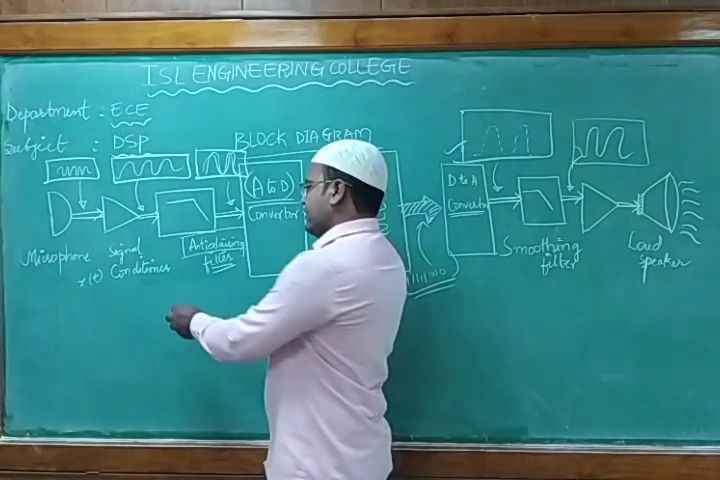 ISL ENGINEERING COLLEGE
Department : ECE
Subject : DSP
BLOCK DIAGRAM
(A to D)
Convertor
D to A
Convertor
Microphone
x(t)
Signal
Conditioner
Antialiasing
filter
Smoothing
filter
Loud
speaker